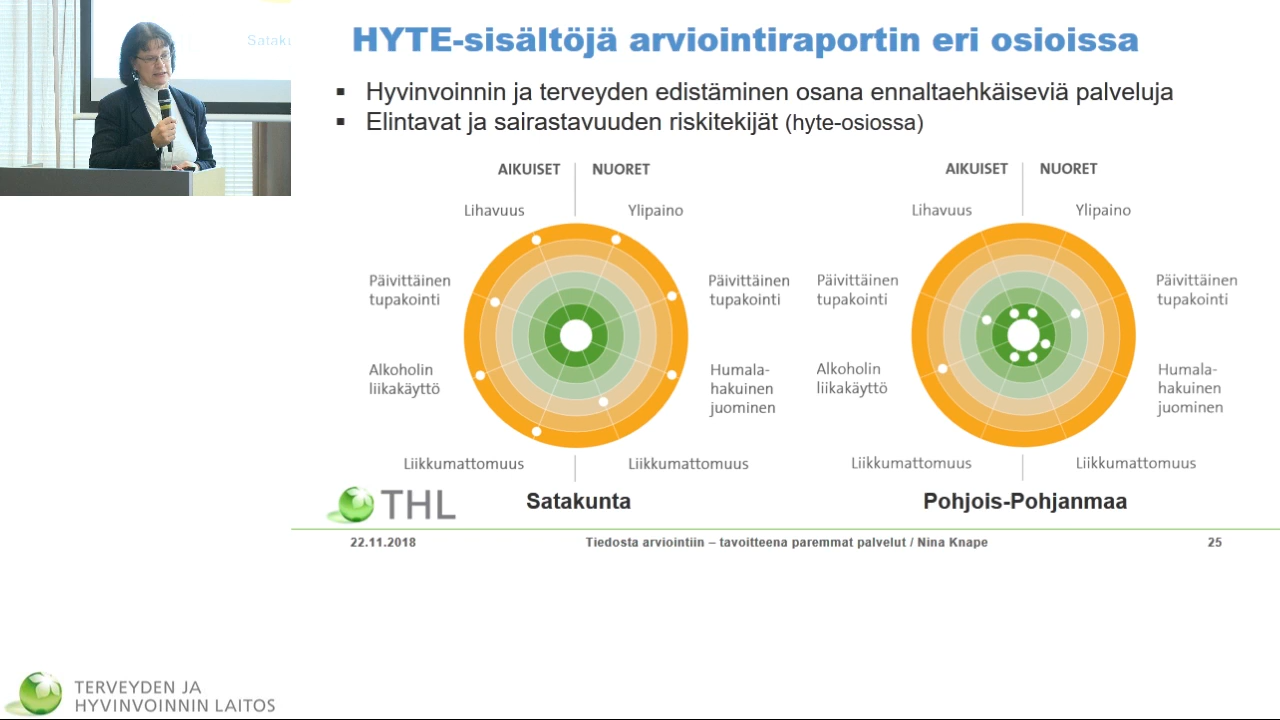 Sataku
HYTE-sisältöjä arviointiraportin eri osioissa
▪ Hyvinvoinnin ja terveyden edistäminen osana ennaltaehkäiseviä palveluja
▪ Elintavat ja sairastavuuden riskitekijät (hyte-osiossa)
AIKUISET NUORET
Lihavuus Ylipaino
Päivittäinen
tupakointi
Päivittäinen
tupakointi
Alkoholin
liikakäyttö
Humala-
hakuinen
juominen
Liikkumattomuus Liikkumattomuus
Satakunta
AIKUISET NUORET
Lihavuus Ylipaino
Päivittäinen
tupakointi
Päivittäinen
tupakointi
Alkoholin
liikakäyttö
Humala-
hakuinen
juominen
Liikkumattomuus Liikkumattomuus
Pohjois-Pohjanmaa
THL
22.11.2018 Tiedosta arviointiin – tavoitteena paremmat palvelut / Nina Knape 25
TERVEYDEN JA
HYVINVOINNIN LAITOS